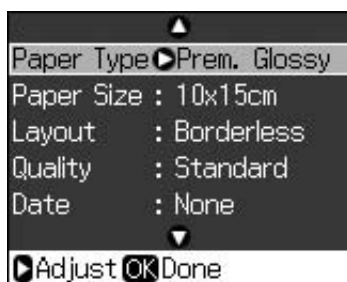 Paper Type Prem. Glossy
Paper Size : 10x15cm
Layout : Borderless
Quality : Standard
Date : None
Adjust OK Done